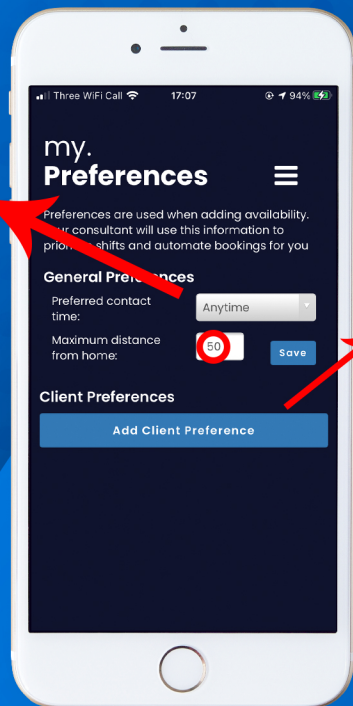 Three WiFi Call 17:07 94%
my.
Preferences
Preferences are used when adding availability.
consultant will use this information to
shifts and automate bookings for you
General Preferences
Preferred contact
time:
Anytime
Maximum distance
from home:
50
Save
Client Preferences
Add Client Preference